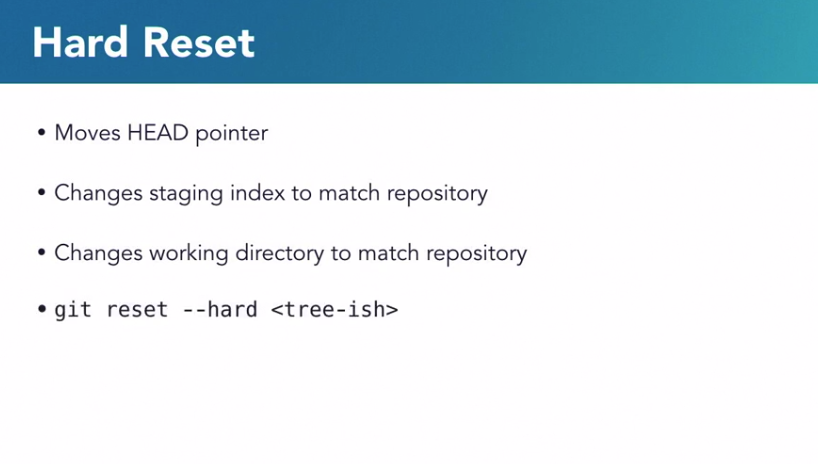 Hard Reset
• Moves HEAD pointer
• Changes staging index to match repository
• Changes working directory to match repository
• git reset --hard <tree-ish>